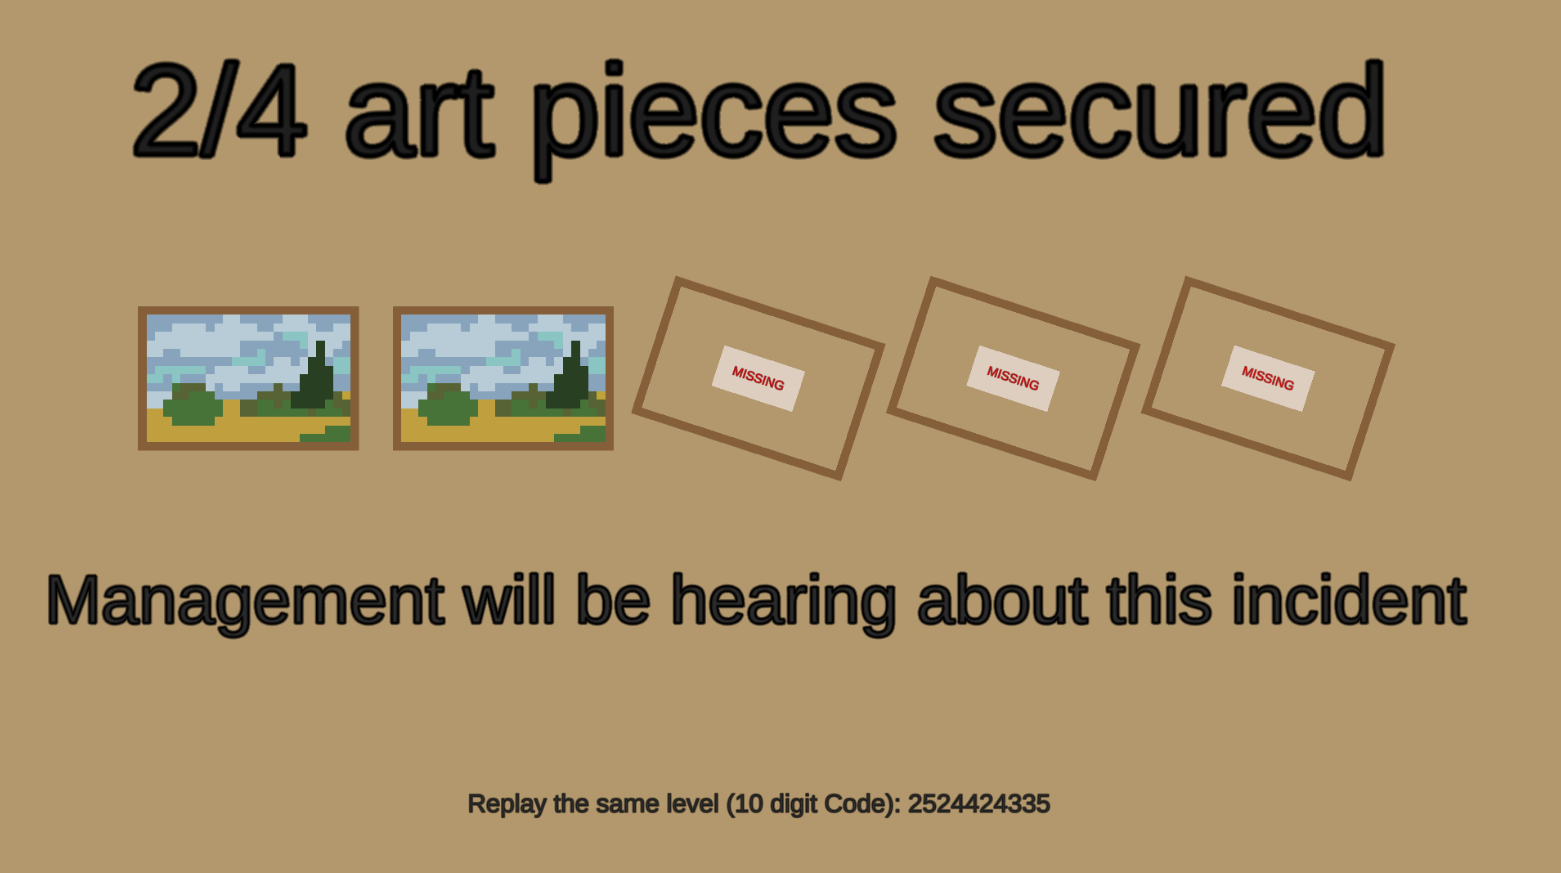 2/4 art pieces secured
MISSING
MISSING
MISSING
Management will be hearing about this incident
Replay the same level (10 digit Code): 2524424335